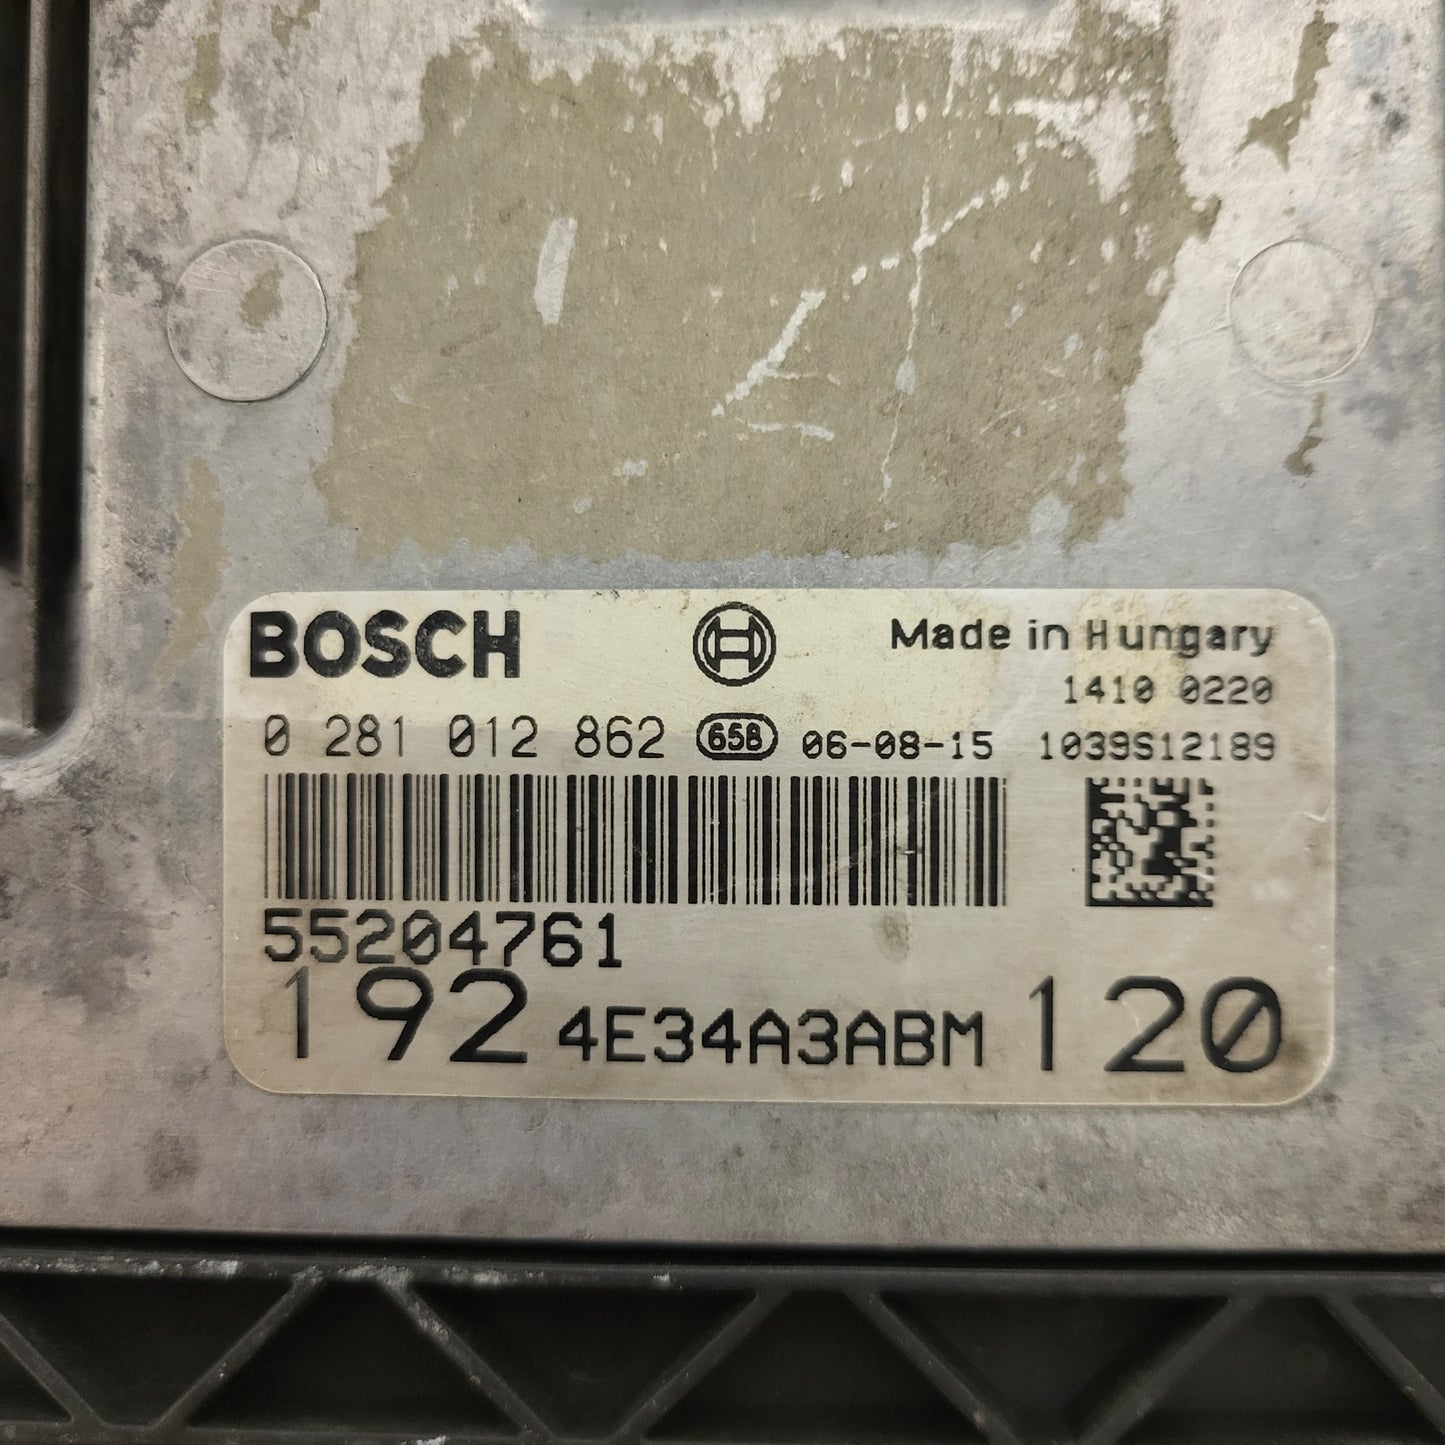 BOSCH
Made in Hungary
1410 0220
0 281 012 862 658 06-08-15 1039S12189
55204761
192 4E34A3ABM 120